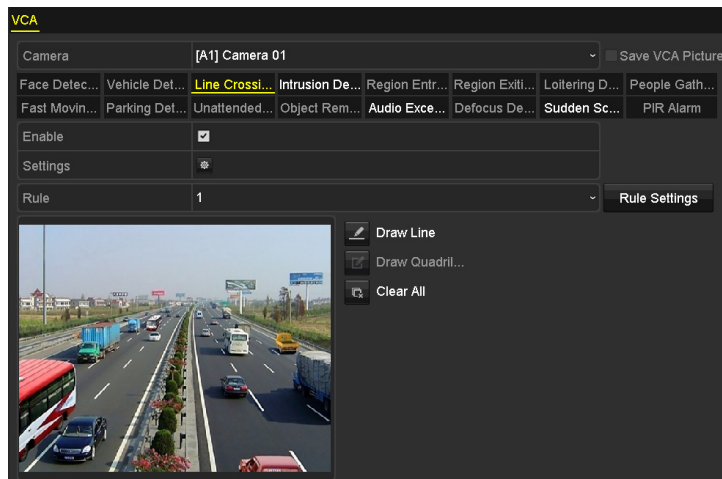 VCA
Camera [A1] Camera 01 Save VCA Picture
Face Detec... Vehicle Det... Line Crossi... Intrusion De... Region Entr... Region Exiti... Loitering D... People Gath...
Fast Movin... Parking Det... Unattended... Object Rem... Audio Exce... Defocus De... Sudden Sc... PIR Alarm
Enable
Settings
Rule 1 Rule Settings
Draw Line
Draw Quadril...
Clear All